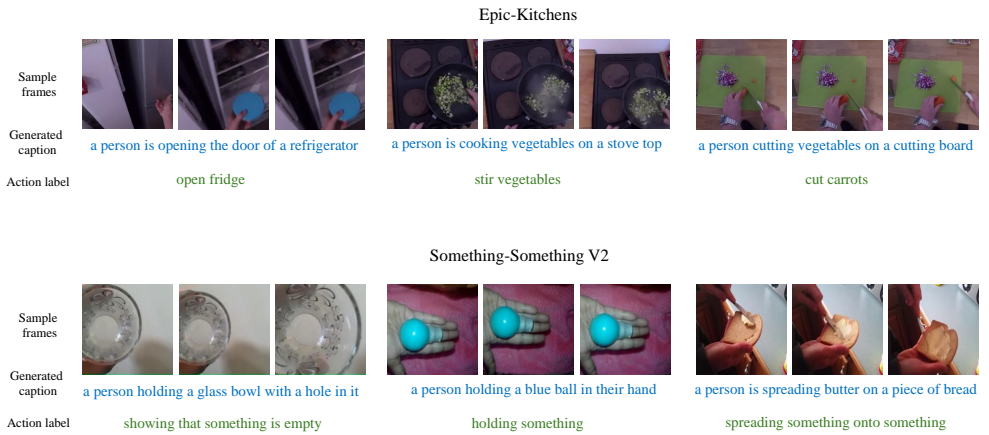 Epic-Kitchens
Sample
frames
Generated
caption
a person is opening the door of a refrigerator
a person is cooking vegetables on a stove top
a person cutting vegetables on a cutting board
Action label
open fridge
stir vegetables
cut carrots
Something-Something V2
Sample
frames
Generated
caption
a person holding a glass bowl with a hole in it
a person holding a blue ball in their hand
a person is spreading butter on a piece of bread
Action label
showing that something is empty
holding something
spreading something onto something